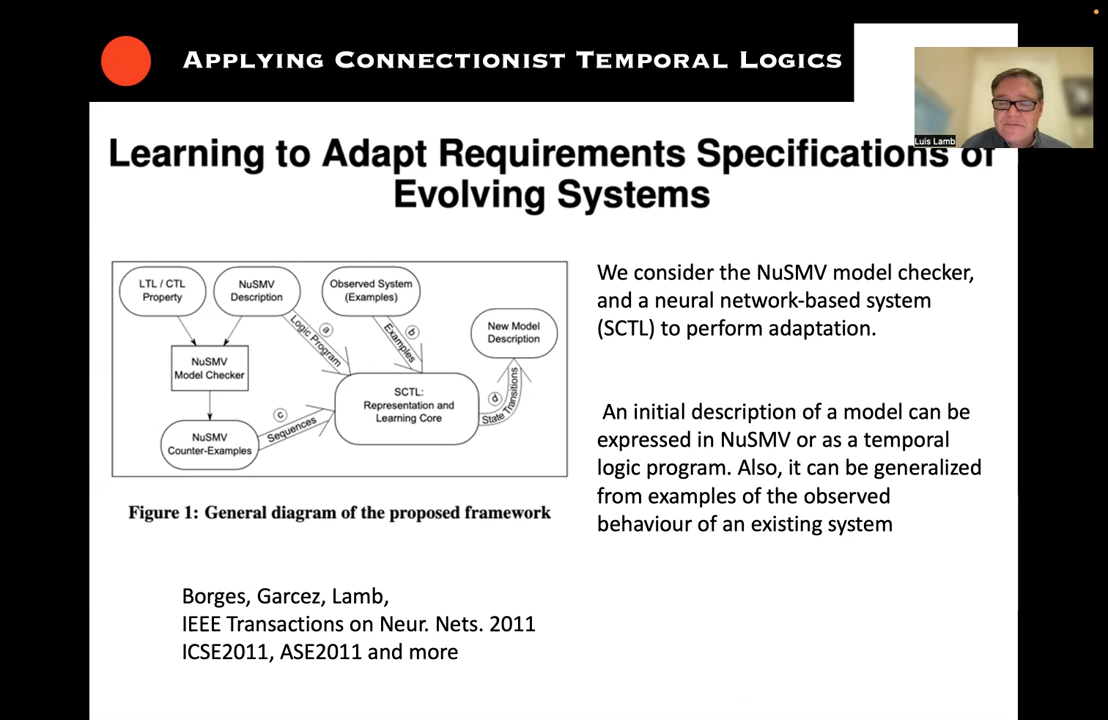 APPLYING CONNECTIONIST TEMPORAL LOGICS
Luis Lamb
Learning to Adapt Requirements Specifications of
Evolving Systems
LTL / CTL
Property
NuSMV
Description
Observed System
(Examples)
New Model
Description
a
Logic Program
b
Examples
NuSMV
Model Checker
SCTL:
Representation and
Learning Core
c
Sequences
d
State Transitions
NuSMV
Counter-Examples
Figure 1: General diagram of the proposed framework
We consider the NuSMV model checker,
and a neural network-based system
(SCTL) to perform adaptation.
An initial description of a model can be
expressed in NuSMV or as a temporal
logic program. Also, it can be generalized
from examples of the observed
behaviour of an existing system
Borges, Garcez, Lamb,
IEEE Transactions on Neur. Nets. 2011
ICSE2011, ASE2011 and more